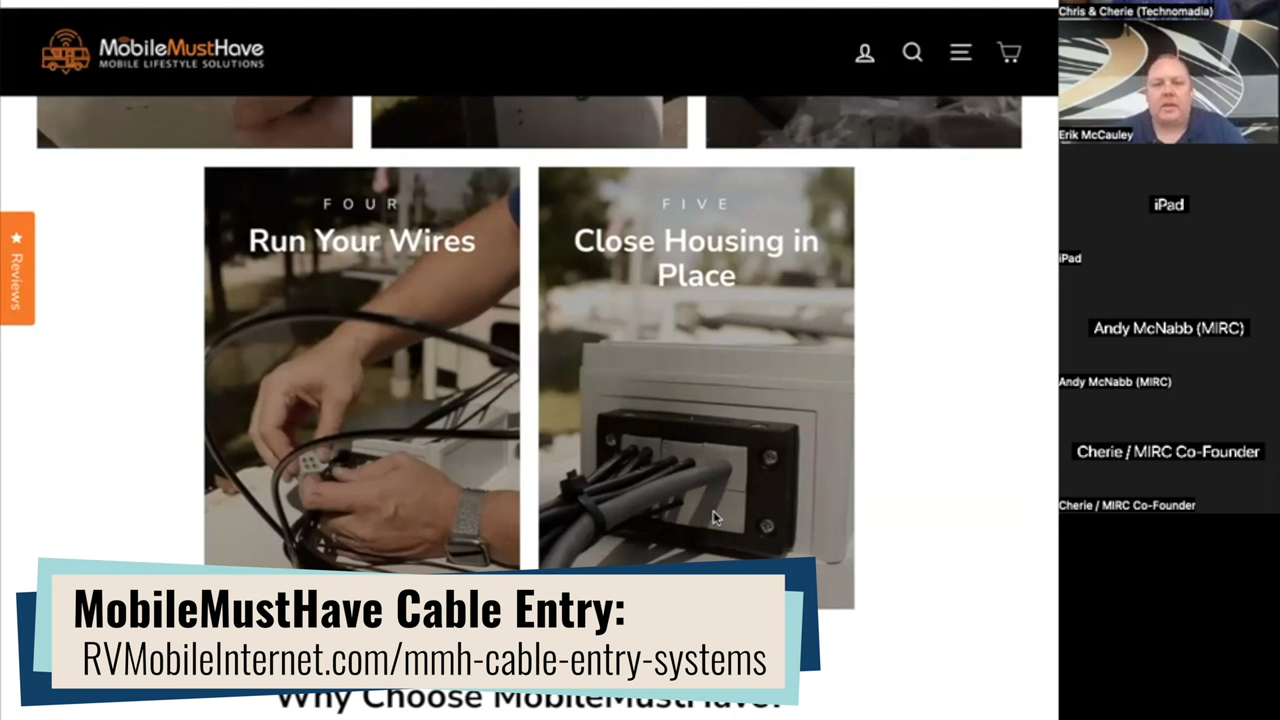 MobileMustHave
MOBILE LIFESTYLE SOLUTIONS
Reviews
FOUR
Run Your Wires
FIVE
Close Housing in
Place
MobileMustHave Cable Entry:
RVMobileInternet.com/mmh-cable-entry-systems
Why Choose MobileMustHave?
Chris & Cherie (Technomadia)
Erik McCauley
iPad
iPad
Andy McNabb (MIRC)
Andy McNabb (MIRC)
Cherie / MIRC Co-Founder
Cherie / MIRC Co-Founder